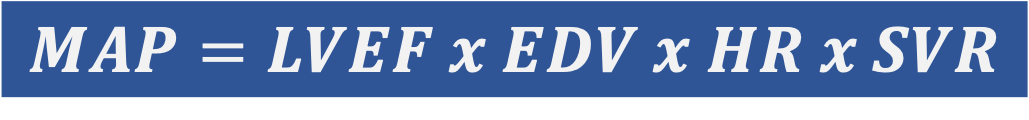 MAP = LVEF x EDV x HR x SVR